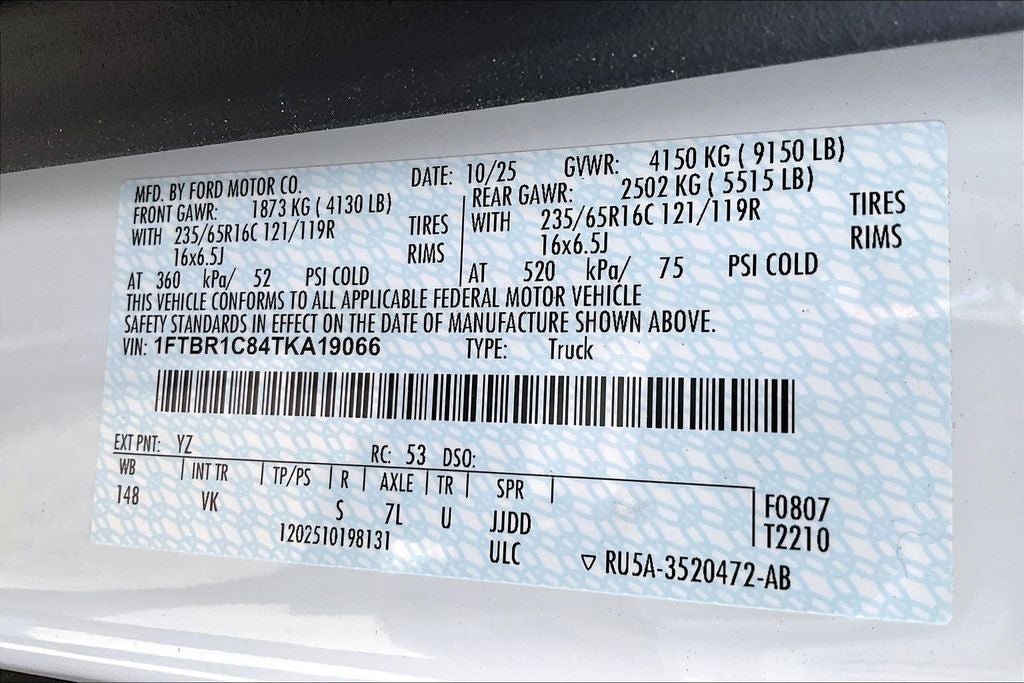 MFD. BY FORD MOTOR CO. DATE: 10/25 GVWR: 4150 KG ( 9150 LB)
FRONT GAWR: 1873 KG ( 4130 LB) REAR GAWR: 2502 KG ( 5515 LB)
WITH 235/65R16C 121/119R TIRES WITH 235/65R16C 121/119R TIRES
16x6.5J RIMS 16x6.5J RIMS
AT 360 kPa/ 52 PSI COLD AT 520 kPa/ 75 PSI COLD
THIS VEHICLE CONFORMS TO ALL APPLICABLE FEDERAL MOTOR VEHICLE
SAFETY STANDARDS IN EFFECT ON THE DATE OF MANUFACTURE SHOWN ABOVE.
VIN: 1FTBR1C84TKA19066 TYPE: Truck
EXT PNT: YZ RC: 53 DSO:
WB INT TR TP/PS R AXLE TR SPR
148 VK S 7L U JJDD F0807
1202510198131 ULC T2210
▽ RU5A-3520472-AB